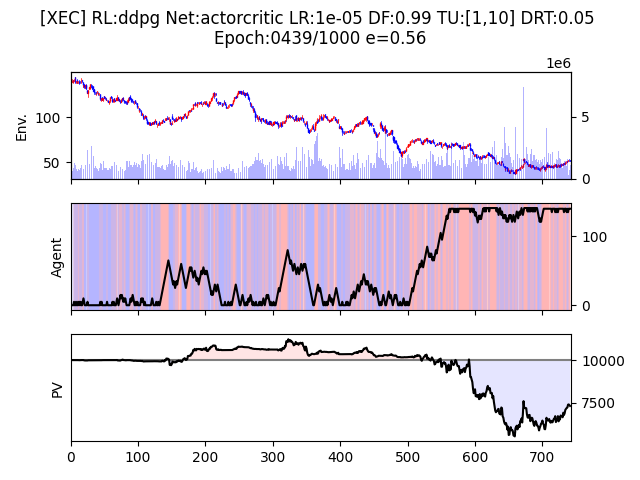 [XEC] RL:ddpg Net:actorcritic LR:1e-05 DF:0.99 TU:[1,10] DRT:0.05
Epoch:0439/1000 e=0.56
1e6
Env.
100
50
5
0
Agent
100
0
PV
10000
7500
0 100 200 300 400 500 600 700